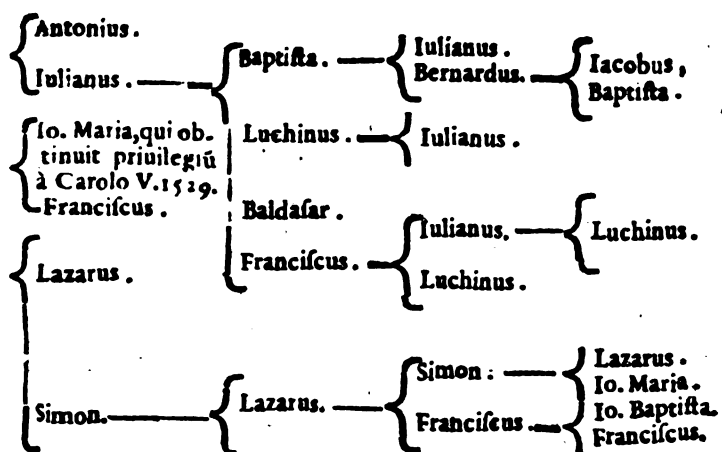 Antonius.
Iulianus.
Io. Maria, qui ob-
tinuit priuilegiū
à Carolo V. 1529.
Franciſcus.
Lazarus.
Simon.
Baptiſta.
Luchinus.
Baldaſar.
Franciſcus.
Lazarus.
Iulianus.
Bernardus.
Iulianus.
Iulianus.
Luchinus.
Simon:
Franciſcus.
Iacobus,
Baptiſta.
Luchinus.
Lazarus.
Io. Maria.
Io. Baptiſta.
Franciſcus.